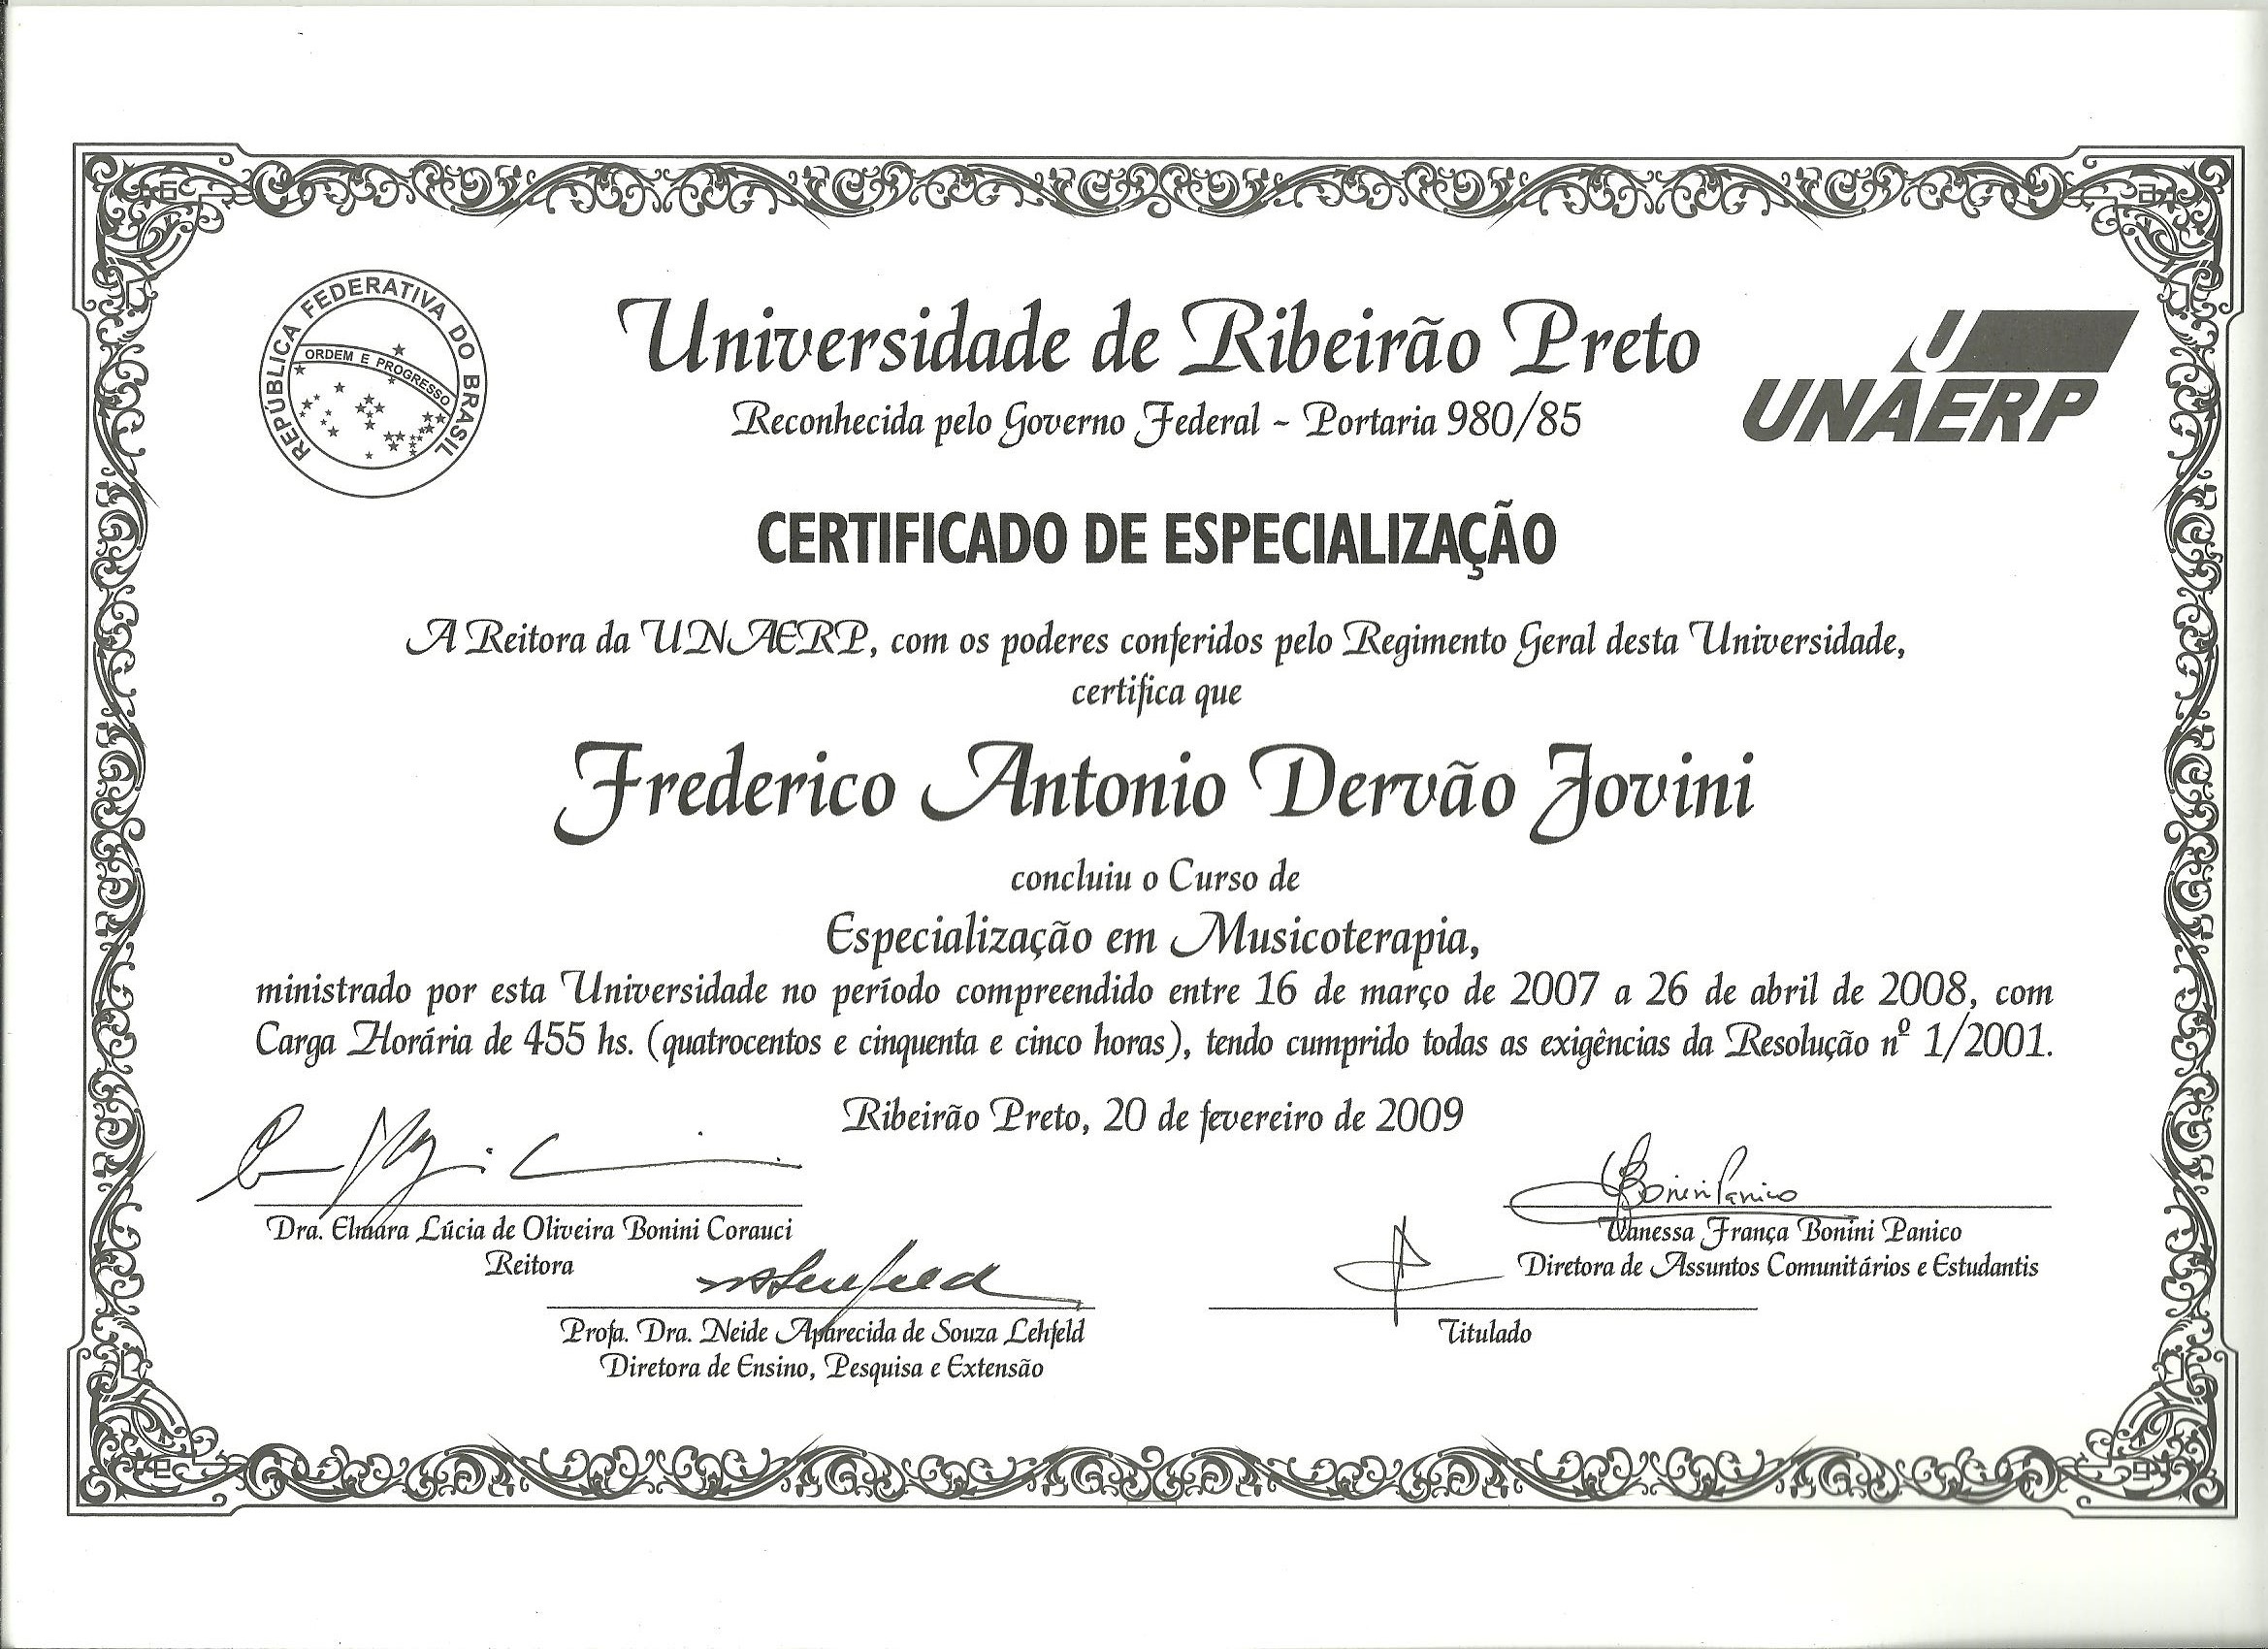 REPÚBLICA FEDERATIVA DO BRASIL
ORDEM E PROGRESSO
Universidade de Ribeirão Preto
Reconhecida pelo Governo Federal - Portaria 980/85
U
UNAERP
CERTIFICADO DE ESPECIALIZAÇÃO
A Reitora da UNAERP, com os poderes conferidos pelo Regimento Geral desta Universidade,
certifica que
Frederico Antonio Dervão Jovini
concluiu o Curso de
Especialização em Musicoterapia,
ministrado por esta Universidade no período compreendido entre 16 de março de 2007 a 26 de abril de 2008, com
Carga Horária de 455 hs. (quatrocentos e cinquenta e cinco horas), tendo cumprido todas as exigências da Resolução nº 1/2001.
Ribeirão Preto, 20 de fevereiro de 2009
Dra. Elmara Lúcia de Oliveira Bonini Corauci
Reitora
Bonini Panico
Vanessa França Bonini Panico
Diretora de Assuntos Comunitários e Estudantis
Profa. Dra. Neide Aparecida de Souza Lehfeld
Diretora de Ensino, Pesquisa e Extensão
Titulado